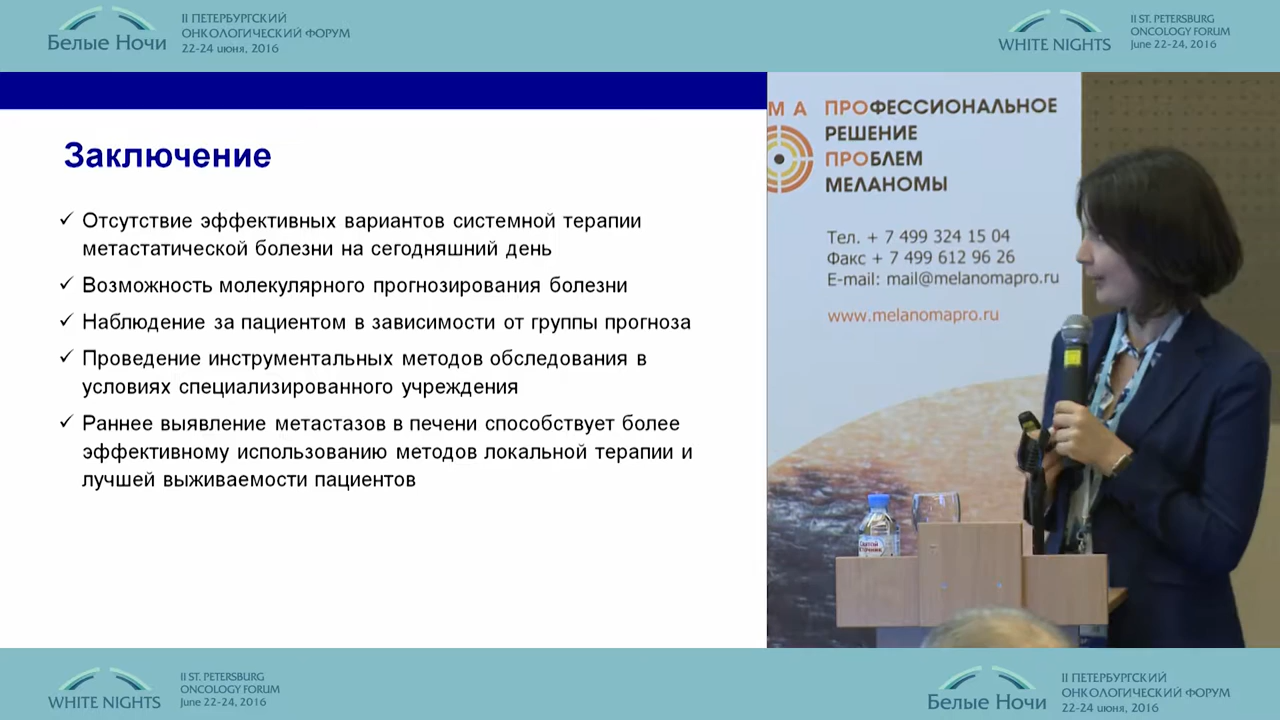 Белые Ночи
II ПЕТЕРБУРГСКИЙ
ОНКОЛОГИЧЕСКИЙ ФОРУМ
22-24 июня, 2016
WHITE NIGHTS
II ST. PETERSBURG
ONCOLOGY FORUM
June 22-24, 2016
Заключение
✓ Отсутствие эффективных вариантов системной терапии
метастатической болезни на сегодняшний день
✓ Возможность молекулярного прогнозирования болезни
✓ Наблюдение за пациентом в зависимости от группы прогноза
✓ Проведение инструментальных методов обследования в
условиях специализированного учреждения
✓ Раннее выявление метастазов в печени способствует более
эффективному использованию методов локальной терапии и
лучшей выживаемости пациентов
М А
ПРОФЕССИОНАЛЬНОЕ
РЕШЕНИЕ
ПРОБЛЕМ
МЕЛАНОМЫ
Тел. + 7 499 324 15 04
Факс + 7 499 612 96 26
E-mail: mail@melanomapro.ru
www.melanomapro.ru
WHITE NIGHTS
II ST. PETERSBURG
ONCOLOGY FORUM
June 22-24, 2016
Белые Ночи
II ПЕТЕРБУРГСКИЙ
ОНКОЛОГИЧЕСКИЙ ФОРУМ
22-24 июня, 2016